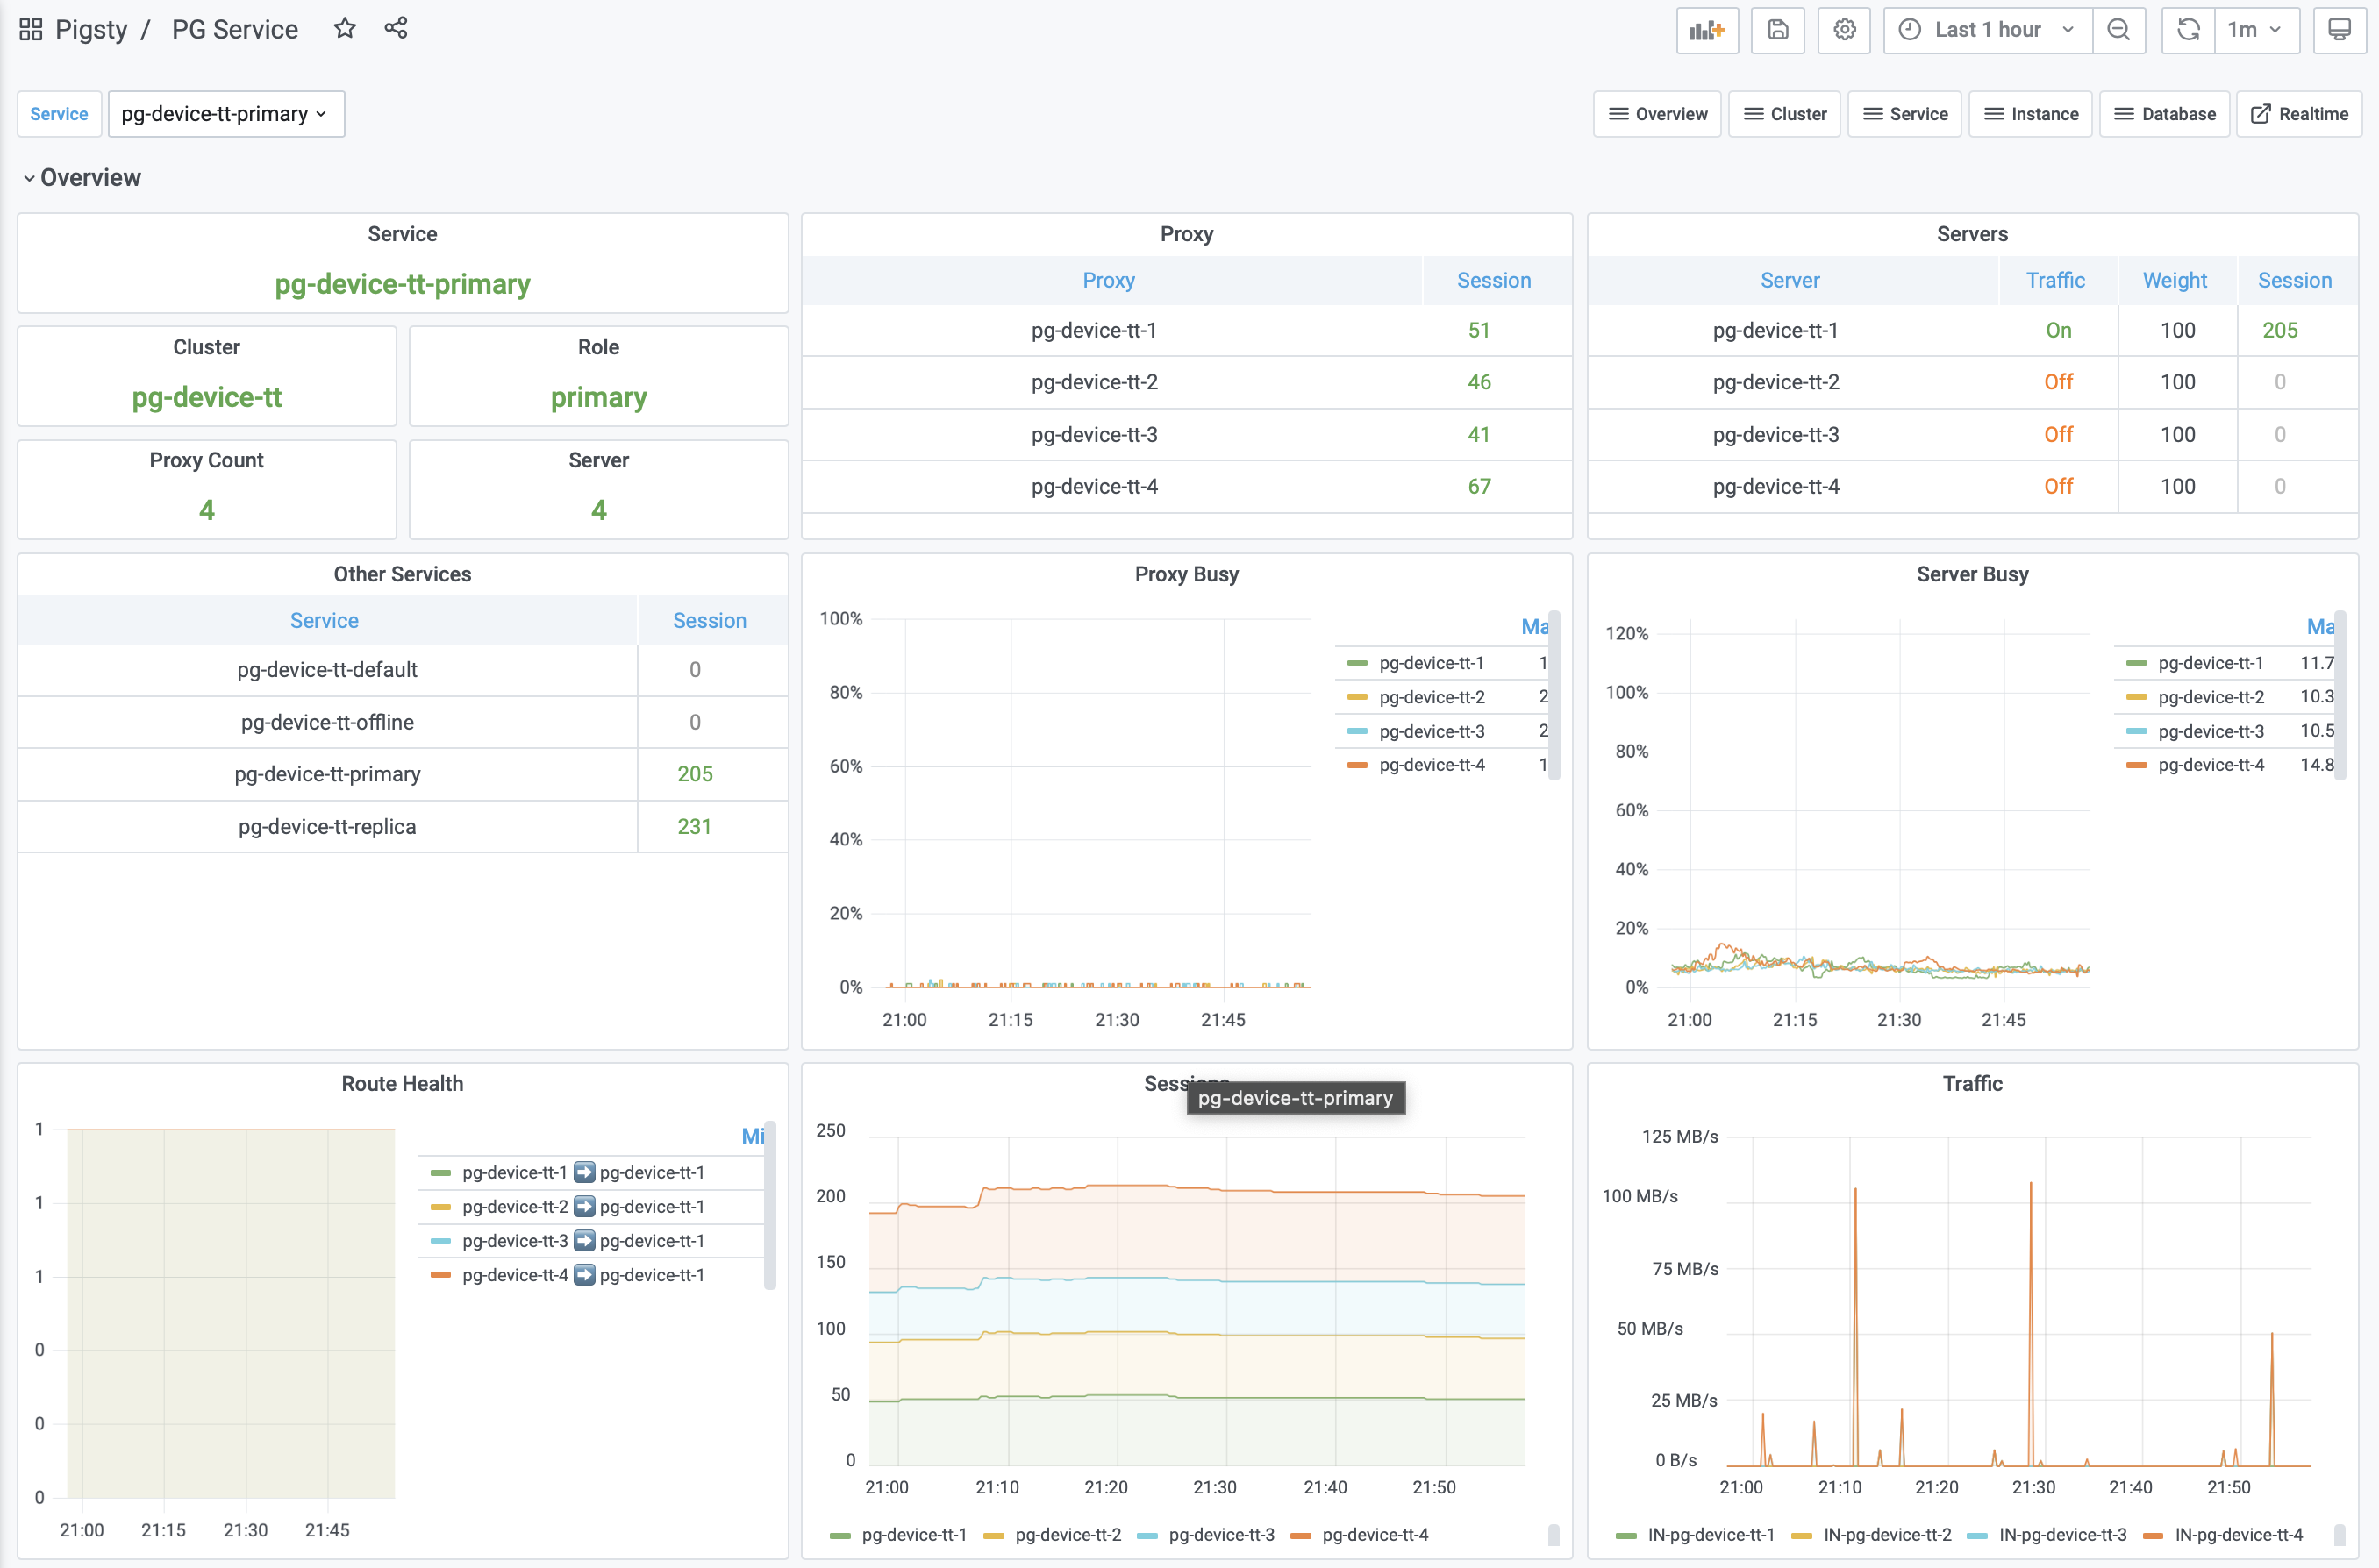 Pigsty / PG Service
Last 1 hour
1m
Service
pg-device-tt-primary
Overview
Cluster
Service
Instance
Database
Realtime
Overview
Service
pg-device-tt-primary
Cluster
pg-device-tt
Role
primary
Proxy Count
4
Server
4
Proxy
Proxy Session
pg-device-tt-1 51
pg-device-tt-2 46
pg-device-tt-3 41
pg-device-tt-4 67
Servers
Server Traffic Weight Session
pg-device-tt-1 On 100 205
pg-device-tt-2 Off 100 0
pg-device-tt-3 Off 100 0
pg-device-tt-4 Off 100 0
Other Services
Service Session
pg-device-tt-default 0
pg-device-tt-offline 0
pg-device-tt-primary 205
pg-device-tt-replica 231
Proxy Busy
100%
80%
60%
40%
20%
0%
21:00 21:15 21:30 21:45
Ma
pg-device-tt-1 1
pg-device-tt-2 2
pg-device-tt-3 2
pg-device-tt-4 1
Server Busy
120%
100%
80%
60%
40%
20%
0%
21:00 21:15 21:30 21:45
Ma
pg-device-tt-1 11.7
pg-device-tt-2 10.3
pg-device-tt-3 10.5
pg-device-tt-4 14.8
Route Health
1
1
1
0
0
0
21:00 21:15 21:30 21:45
Mi
pg-device-tt-1 ➡ pg-device-tt-1
pg-device-tt-2 ➡ pg-device-tt-1
pg-device-tt-3 ➡ pg-device-tt-1
pg-device-tt-4 ➡ pg-device-tt-1
Sessions
pg-device-tt-primary
250
200
150
100
50
0
21:00 21:10 21:20 21:30 21:40 21:50
pg-device-tt-1 pg-device-tt-2 pg-device-tt-3 pg-device-tt-4
Traffic
125 MB/s
100 MB/s
75 MB/s
50 MB/s
25 MB/s
0 B/s
21:00 21:10 21:20 21:30 21:40 21:50
IN-pg-device-tt-1 IN-pg-device-tt-2 IN-pg-device-tt-3 IN-pg-device-tt-4